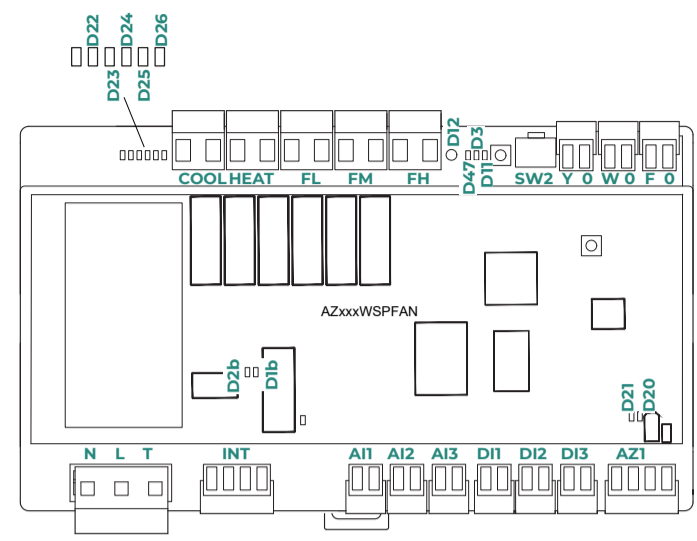 D22
D24
D26
D23
D25
D12
D3
D47
D11
COOL HEAT FL FM FH SW2 Y 0 W 0 F 0
AZxxxWSPFAN
D2b
D1b
D21
D20
N L T INT AI1 AI2 AI3 DI1 DI2 DI3 AZ1